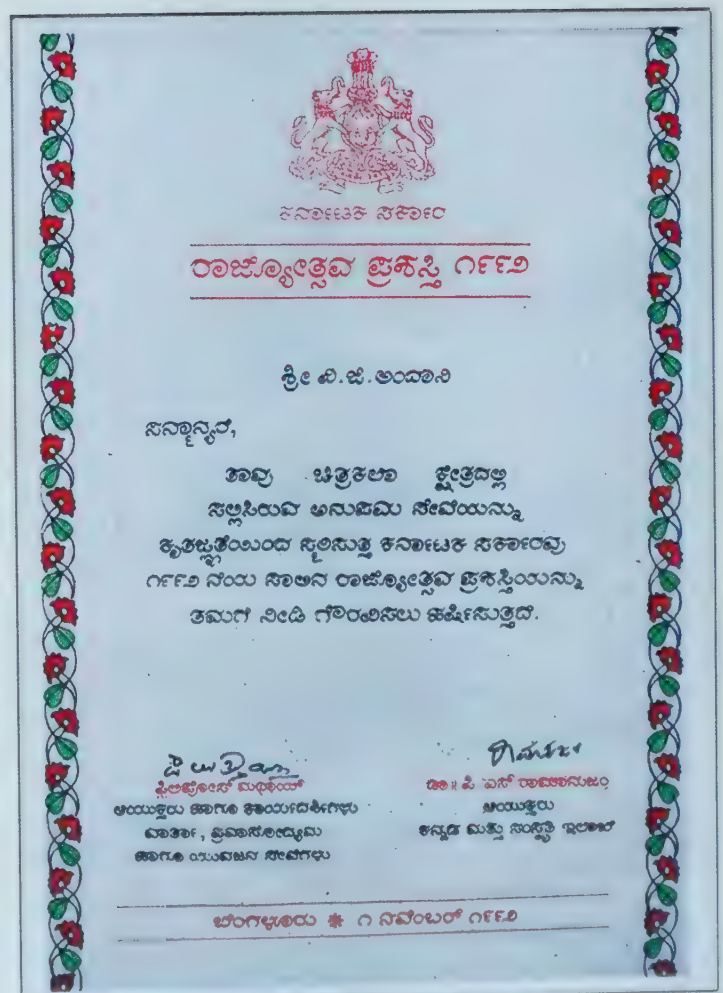 ಕರ್ನಾಟಕ ಸರ್ಕಾರ
ರಾಜ್ಯೋತ್ಸವ ಪ್ರಶಸ್ತಿ ೧೯೯೨
ಶ್ರೀ ವಿ.ಜಿ.ಅಂದಾನಿ
ಸನ್ಮಾನ್ಯರೆ,
ತಾವು ಚಿತ್ರಕಲಾ ಕ್ಷೇತ್ರದಲ್ಲಿ
ಸಲ್ಲಿಸಿರುವ ಅನುಪಮ ಸೇವೆಯನ್ನು
ಕೃತಜ್ಞತೆಯಿಂದ ಸ್ಮರಿಸುತ್ತ ಕರ್ನಾಟಕ ಸರ್ಕಾರವು
೧೯೯೨ ನೆಯ ಸಾಲಿನ ರಾಜ್ಯೋತ್ಸವ ಪ್ರಶಸ್ತಿಯನ್ನು
ತಮಗೆ ನೀಡಿ ಗೌರವಿಸಲು ಹರ್ಷಿಸುತ್ತದೆ.
ಫಿಲಿಪೋಸ್ ಮಥಾಯ್
ಆಯುಕ್ತರು ಹಾಗೂ ಕಾರ್ಯದರ್ಶಿಗಳು
ವಾರ್ತಾ, ಪ್ರವಾಸೋದ್ಯಮ
ಹಾಗೂ ಯುವಜನ ಸೇವೆಗಳು
ಡಾ॥ ಪಿ ಎಸ್ ರಾಮಾನುಜಂ
ಆಯುಕ್ತರು
ಕನ್ನಡ ಮತ್ತು ಸಂಸ್ಕೃತಿ ಇಲಾಖೆ
ಬೆಂಗಳೂರು * ೧ ನವೆಂಬರ್ ೧೯೯೨